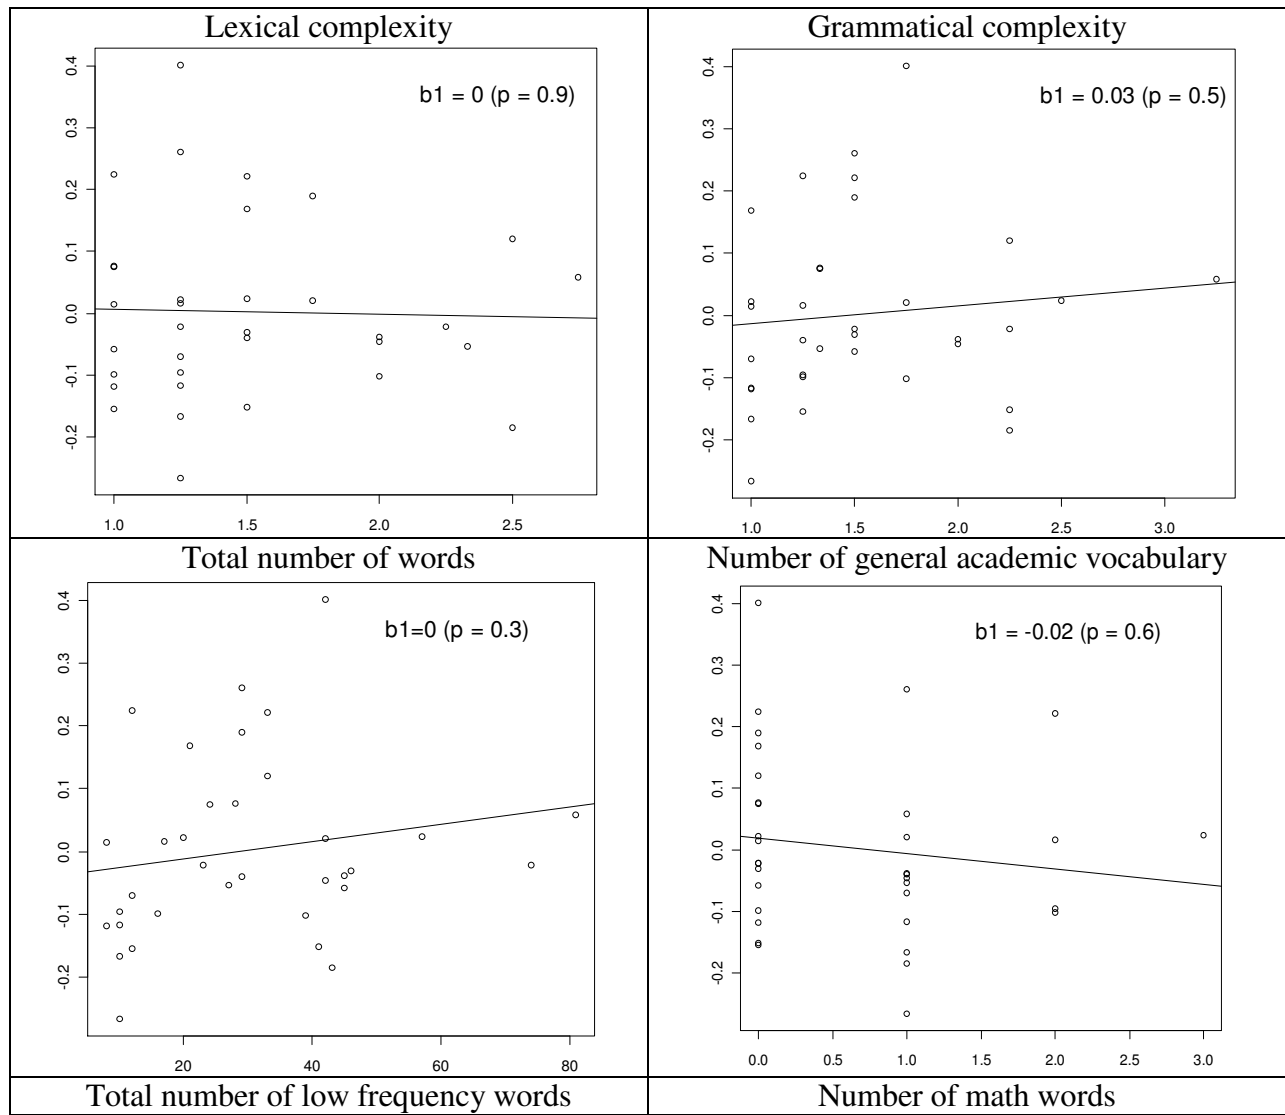 Lexical complexity
b1 = 0 (p = 0.9)
0.4
0.3
0.2
0.1
0.0
-0.1
-0.2
1.0 1.5 2.0 2.5
Grammatical complexity
b1 = 0.03 (p = 0.5)
0.4
0.3
0.2
0.1
0.0
-0.1
-0.2
1.0 1.5 2.0 2.5 3.0
Total number of words
b1=0 (p = 0.3)
0.4
0.3
0.2
0.1
0.0
-0.1
-0.2
20 40 60 80
Number of general academic vocabulary
b1 = -0.02 (p = 0.6)
0.4
0.3
0.2
0.1
0.0
-0.1
-0.2
0.0 0.5 1.0 1.5 2.0 2.5 3.0
Total number of low frequency words
Number of math words